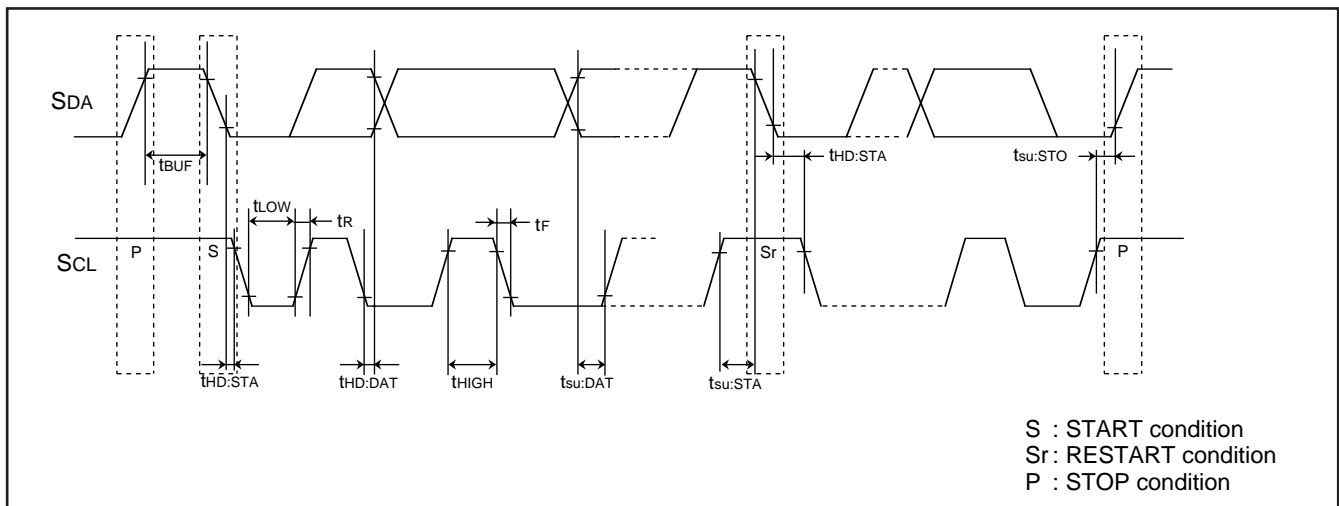 SDA
tBUF
tHD:STA
tsu:STO
tLOW
tR
tF
SCL
P
S
Sr
P
tHD:STA
tHD:DAT
tHIGH
tsu:DAT
tsu:STA
S : START condition
Sr : RESTART condition
P : STOP condition